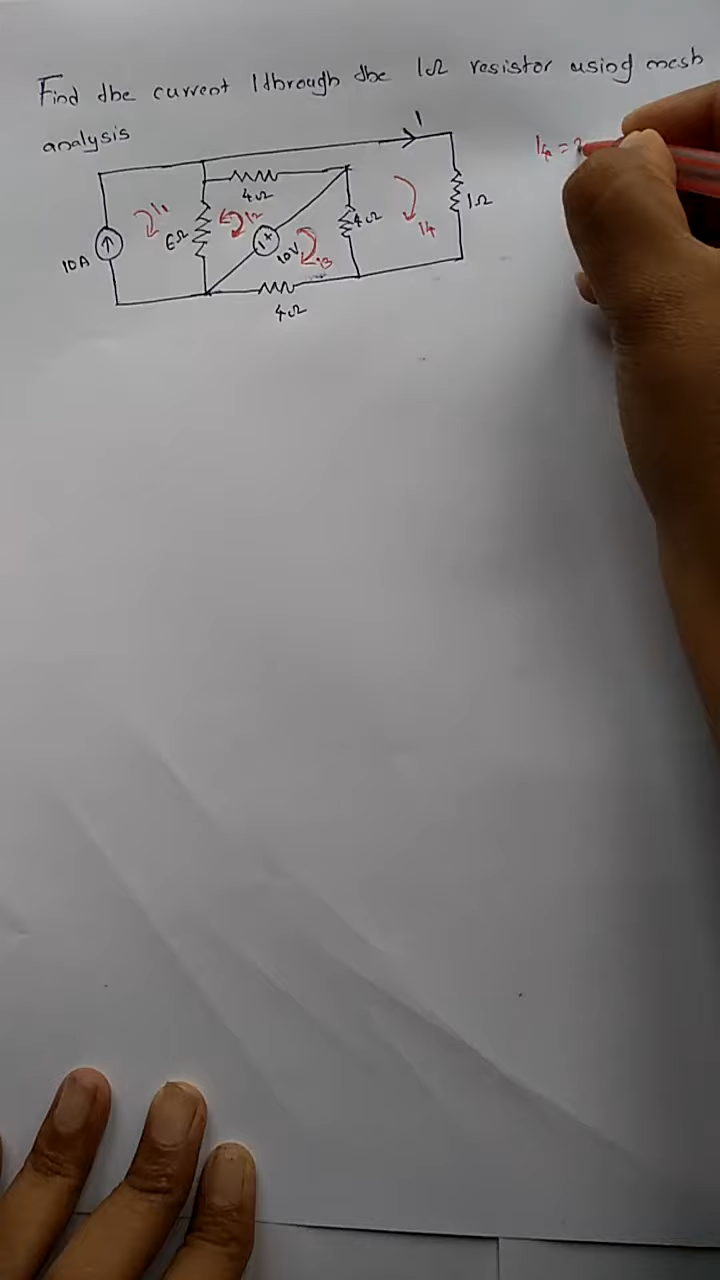 Find the current I through the 1Ω resistor using mesh
analysis
I
I4 = ?
4Ω
I1
I2
6Ω
4Ω
I4
1Ω
10A
10V
I3
4Ω